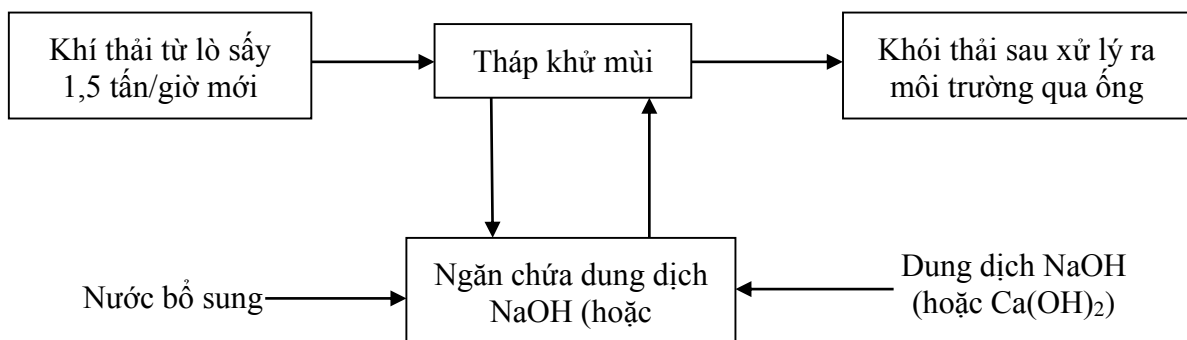 Khí thải từ lò sấy
1,5 tấn/giờ mới
Tháp khử mùi
Khói thải sau xử lý ra
môi trường qua ống
Nước bổ sung
Ngăn chứa dung dịch
NaOH (hoặc
Dung dịch NaOH
(hoặc Ca(OH)₂)